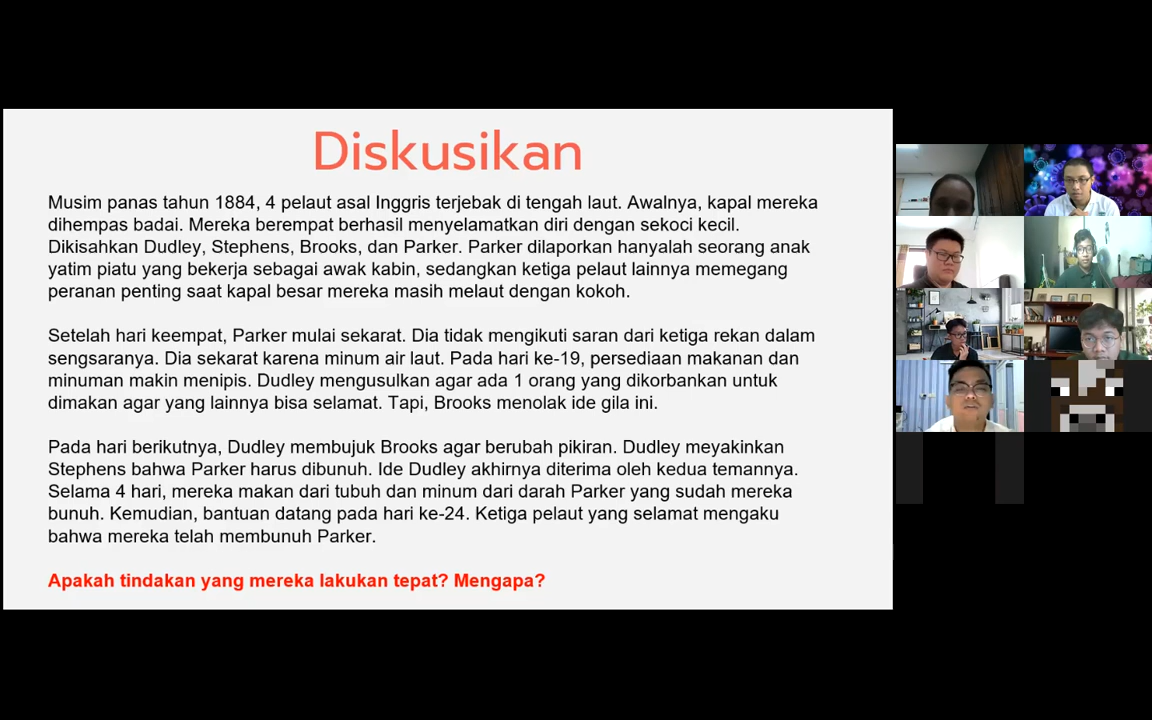 Diskusikan
Musim panas tahun 1884, 4 pelaut asal Inggris terjebak di tengah laut. Awalnya, kapal mereka
dihempas badai. Mereka berempat berhasil menyelamatkan diri dengan sekoci kecil.
Dikisahkan Dudley, Stephens, Brooks, dan Parker. Parker dilaporkan hanyalah seorang anak
yatim piatu yang bekerja sebagai awak kabin, sedangkan ketiga pelaut lainnya memegang
peranan penting saat kapal besar mereka masih melaut dengan kokoh.
Setelah hari keempat, Parker mulai sekarat. Dia tidak mengikuti saran dari ketiga rekan dalam
sengsaranya. Dia sekarat karena minum air laut. Pada hari ke-19, persediaan makanan dan
minuman makin menipis. Dudley mengusulkan agar ada 1 orang yang dikorbankan untuk
dimakan agar yang lainnya bisa selamat. Tapi, Brooks menolak ide gila ini.
Pada hari berikutnya, Dudley membujuk Brooks agar berubah pikiran. Dudley meyakinkan
Stephens bahwa Parker harus dibunuh. Ide Dudley akhirnya diterima oleh kedua temannya.
Selama 4 hari, mereka makan dari tubuh dan minum dari darah Parker yang sudah mereka
bunuh. Kemudian, bantuan datang pada hari ke-24. Ketiga pelaut yang selamat mengaku
bahwa mereka telah membunuh Parker.
Apakah tindakan yang mereka lakukan tepat? Mengapa?